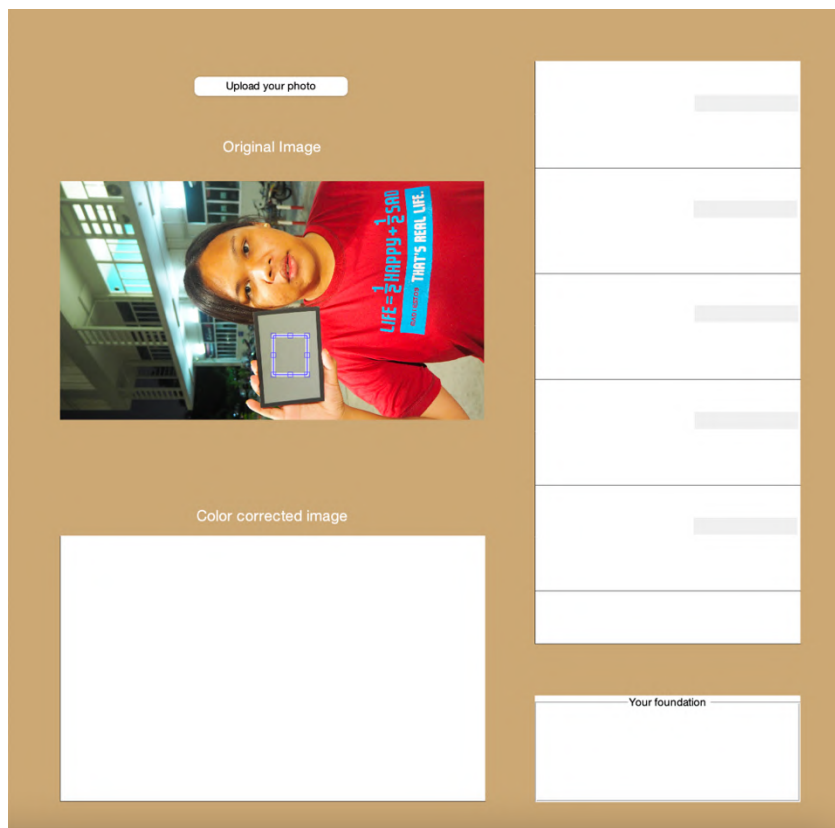 Upload your photo
Original Image
LIFE = 1/2 HAPPY + 1/2 SAD
THAT'S REAL LIFE.
Color corrected image
Your foundation